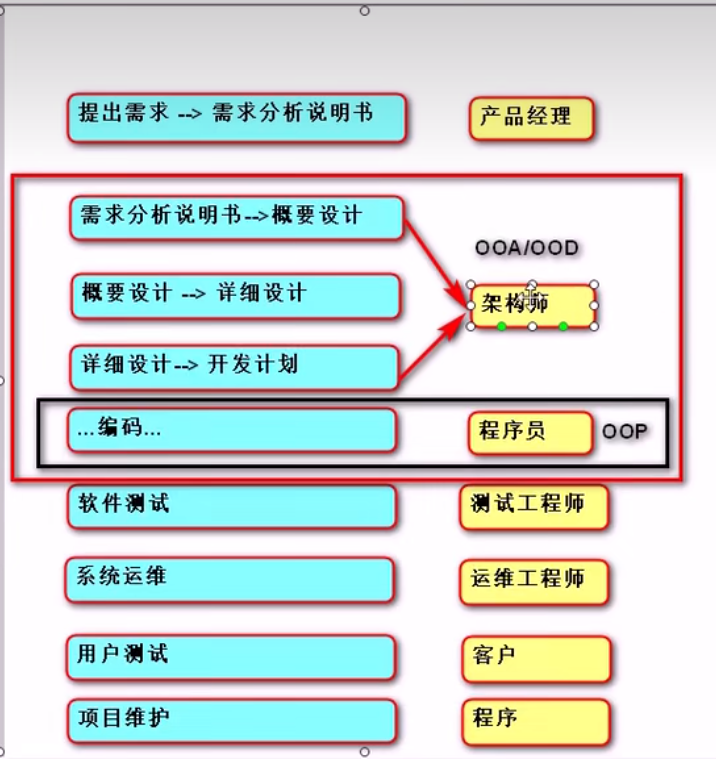 提出需求 --> 需求分析说明书
产品经理
需求分析说明书-->概要设计
OOA/OOD
概要设计 --> 详细设计
架构师
详细设计--> 开发计划
...编码...
程序员
OOP
软件测试
测试工程师
系统运维
运维工程师
用户测试
客户
项目维护
程序